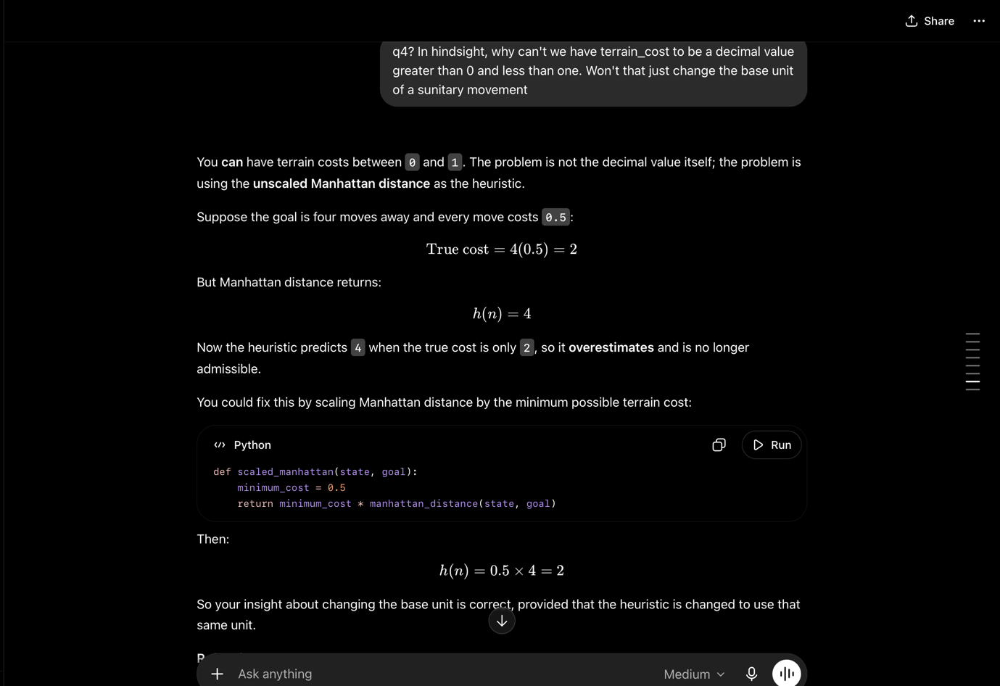 Share
q4? In hindsight, why can't we have terrain_cost to be a decimal value
greater than 0 and less than one. Won't that just change the base unit
of a sunitary movement
You can have terrain costs between 0 and 1. The problem is not the decimal value itself; the problem is
using the unscaled Manhattan distance as the heuristic.
Suppose the goal is four moves away and every move costs 0.5:
True cost = 4(0.5) = 2
But Manhattan distance returns:
h(n) = 4
Now the heuristic predicts 4 when the true cost is only 2, so it overestimates and is no longer
admissible.
You could fix this by scaling Manhattan distance by the minimum possible terrain cost:
Python
Run
def scaled_manhattan(state, goal):
    minimum_cost = 0.5
    return minimum_cost * manhattan_distance(state, goal)
Then:
h(n) = 0.5 × 4 = 2
So your insight about changing the base unit is correct, provided that the heuristic is changed to use that
same unit.
Ask anything
Medium